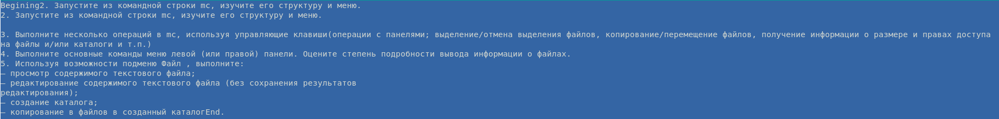 Begining2. Запустите из командной строки mc, изучите его структуру и меню.
2. Запустите из командной строки mc, изучите его структуру и меню.
3. Выполните несколько операций в mc, используя управляющие клавиши(операции с панелями; выделение/отмена выделения файлов, копирование/перемещение файлов, получение информации о размере и правах доступа
на файлы и/или каталоги и т.п.)
4. Выполните основные команды меню левой (или правой) панели. Оцените степень подробности вывода информации о файлах.
5. Используя возможности подменю Файл , выполните:
– просмотр содержимого текстового файла;
– редактирование содержимого текстового файла (без сохранения результатов
редактирования);
– создание каталога;
– копирование в файлов в созданный каталогEnd.